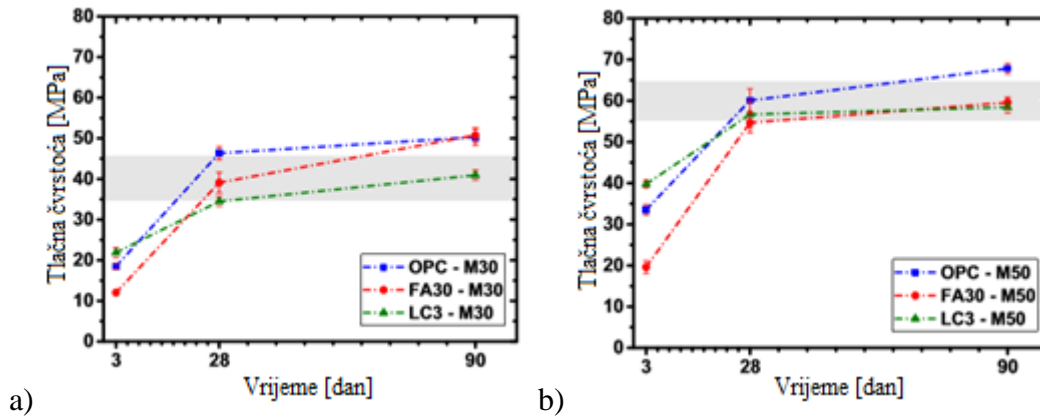 80
70
60
50
40
30
20
10
0
Tlačna čvrstoća [MPa]
OPC - M30
FA30 - M30
LC3 - M30
3
28
90
Vrijeme [dan]
a)
80
70
60
50
40
30
20
10
0
Tlačna čvrstoća [MPa]
OPC - M50
FA30 - M50
LC3 - M50
3
28
90
Vrijeme [dan]
b)